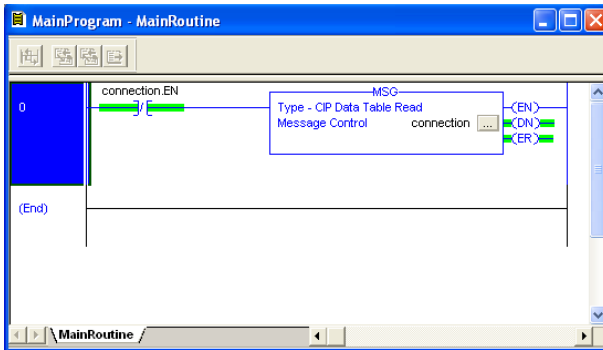 MainProgram - MainRoutine
connection.EN
0
MSG
Type - CIP Data Table Read
Message Control connection ...
(EN)
(DN)
(ER)
(End)
MainRoutine